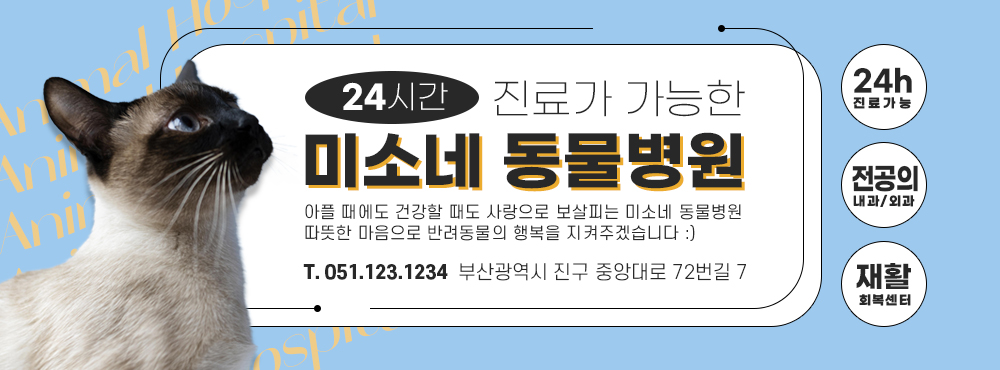 Animal Hospital
24시간 진료가 가능한
미소네 동물병원
아플 때에도 건강할 때도 사랑으로 보살피는 미소네 동물병원
따뜻한 마음으로 반려동물의 행복을 지켜주겠습니다 :)
T. 051.123.1234 부산광역시 진구 중앙대로 72번길 7
24h
진료가능
전공의
내과/외과
재활
회복센터